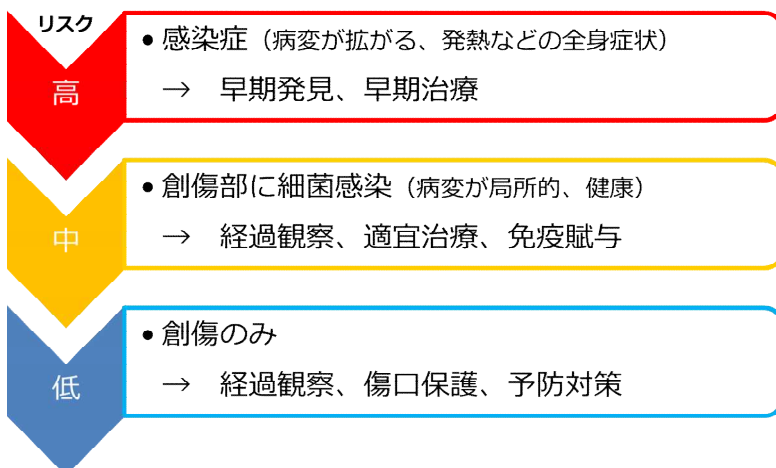 リスク
高
● 感染症（病変が拡がる、発熱などの全身症状）
→ 早期発見、早期治療
中
● 創傷部に細菌感染（病変が局所的、健康）
→ 経過観察、適宜治療、免疫賦与
低
● 創傷のみ
→ 経過観察、傷口保護、予防対策